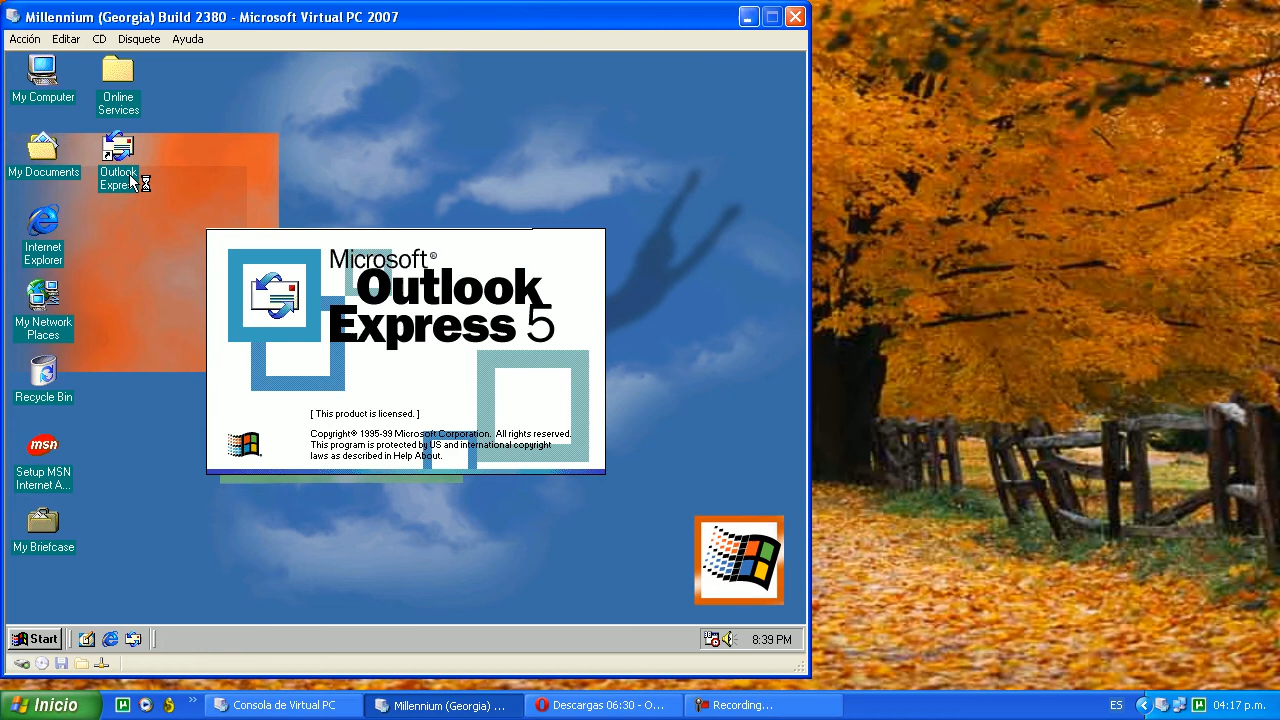 Millennium (Georgia) Build 2380 - Microsoft Virtual PC 2007
Acción Editar CD Disquete Ayuda
My Computer
Online
Services
My Documents
Outlook
Express
Internet
Explorer
My Network
Places
Recycle Bin
msn
Setup MSN
Internet A...
My Briefcase
Microsoft®
Outlook
Express 5
[ This product is licensed. ]
Copyright® 1995-99 Microsoft Corporation. All rights reserved.
This program is protected by US and international copyright
laws as described in Help About.
Start
8:39 PM
Inicio
Consola de Virtual PC
Millennium (Georgia) ...
Descargas 06:30 - O...
Recording...
ES
04:17 p.m.